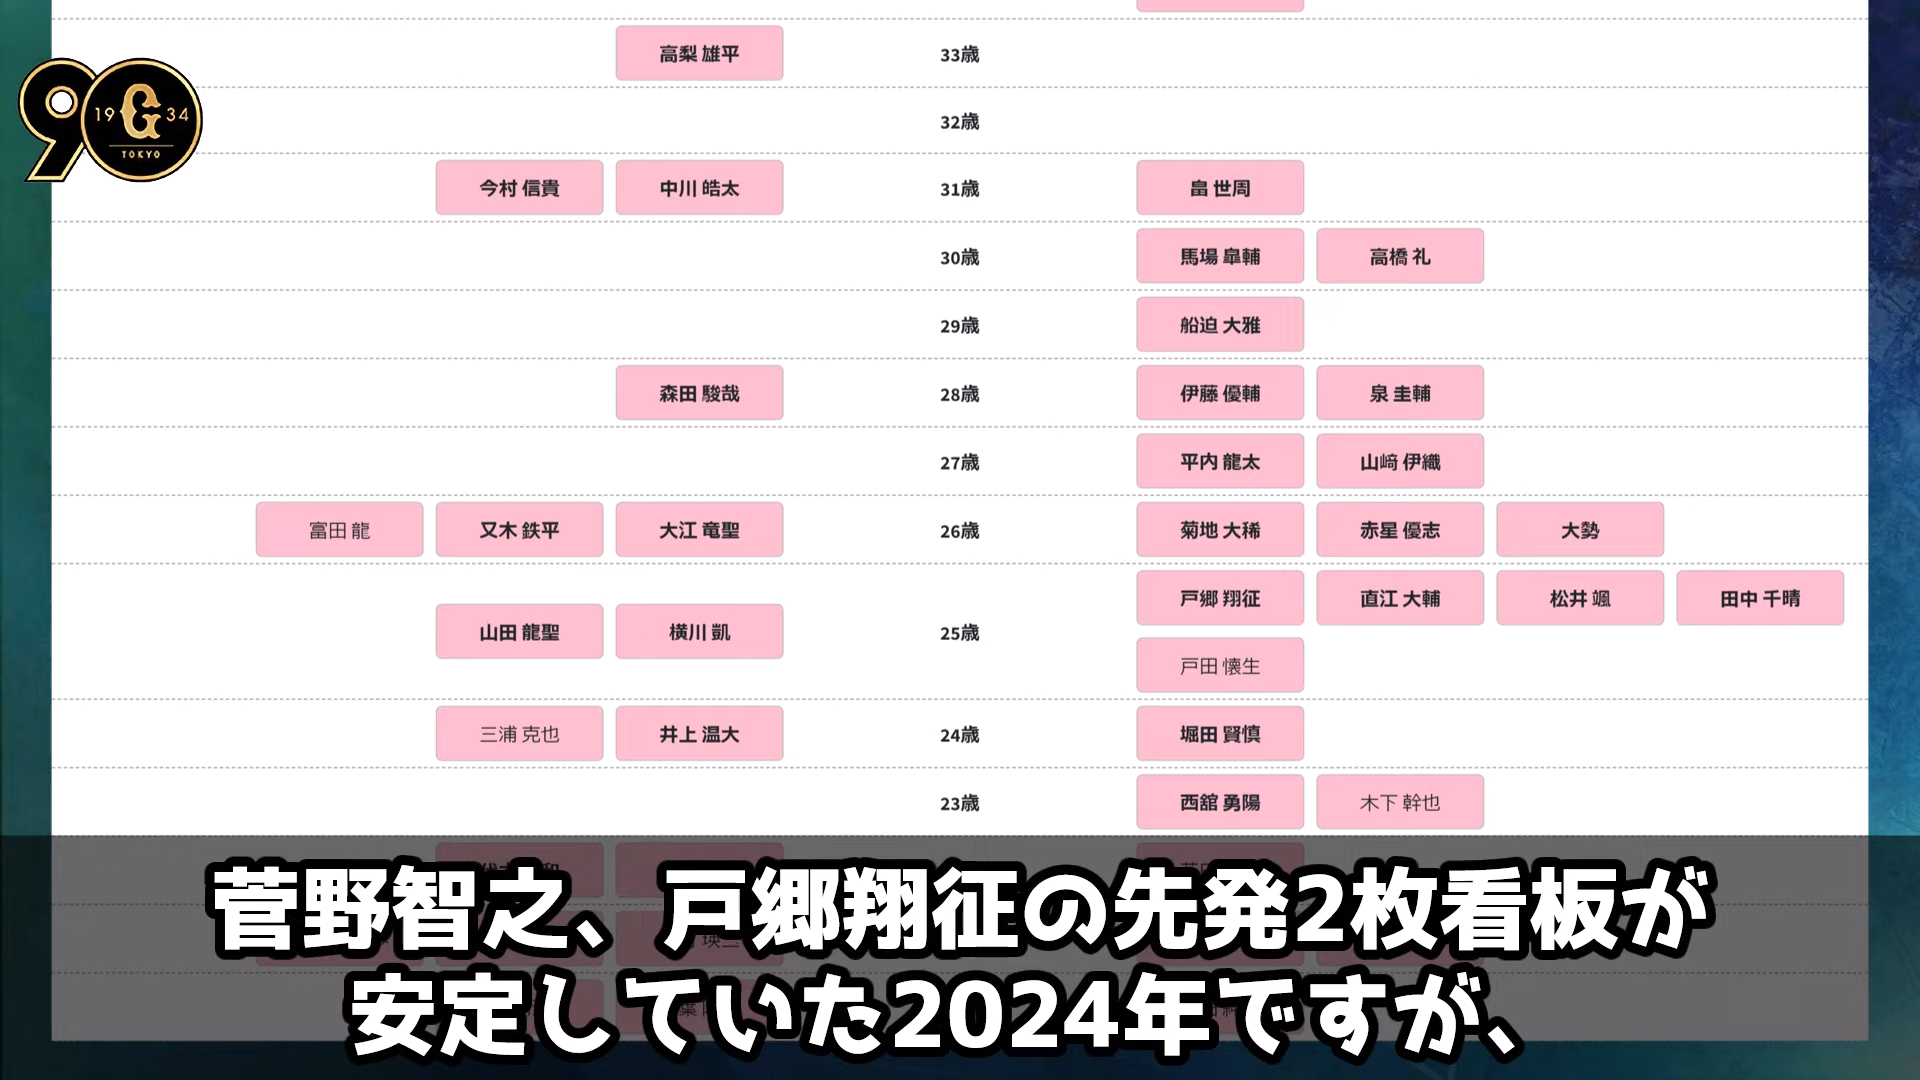 高梨 雄平 33歳
90 19 G 34 TOKYO
32歳
今村 信貴 中川 皓太 31歳 畠 世周
30歳 馬場 皐輔 高橋 礼
29歳 船迫 大雅
森田 駿哉 28歳 伊藤 優輔 泉 圭輔
27歳 平内 龍太 山﨑 伊織
富田 龍 又木 鉄平 大江 竜聖 26歳 菊地 大稀 赤星 優志 大勢
戸郷 翔征 直江 大輔 松井 颯 田中 千晴
山田 龍聖 横川 凱 25歳
戸田 懐生
三浦 克也 井上 温大 24歳 堀田 賢慎
23歳 西舘 勇陽 木下 幹也
菅野智之、戸郷翔征の先発2枚看板が
安定していた2024年ですが、